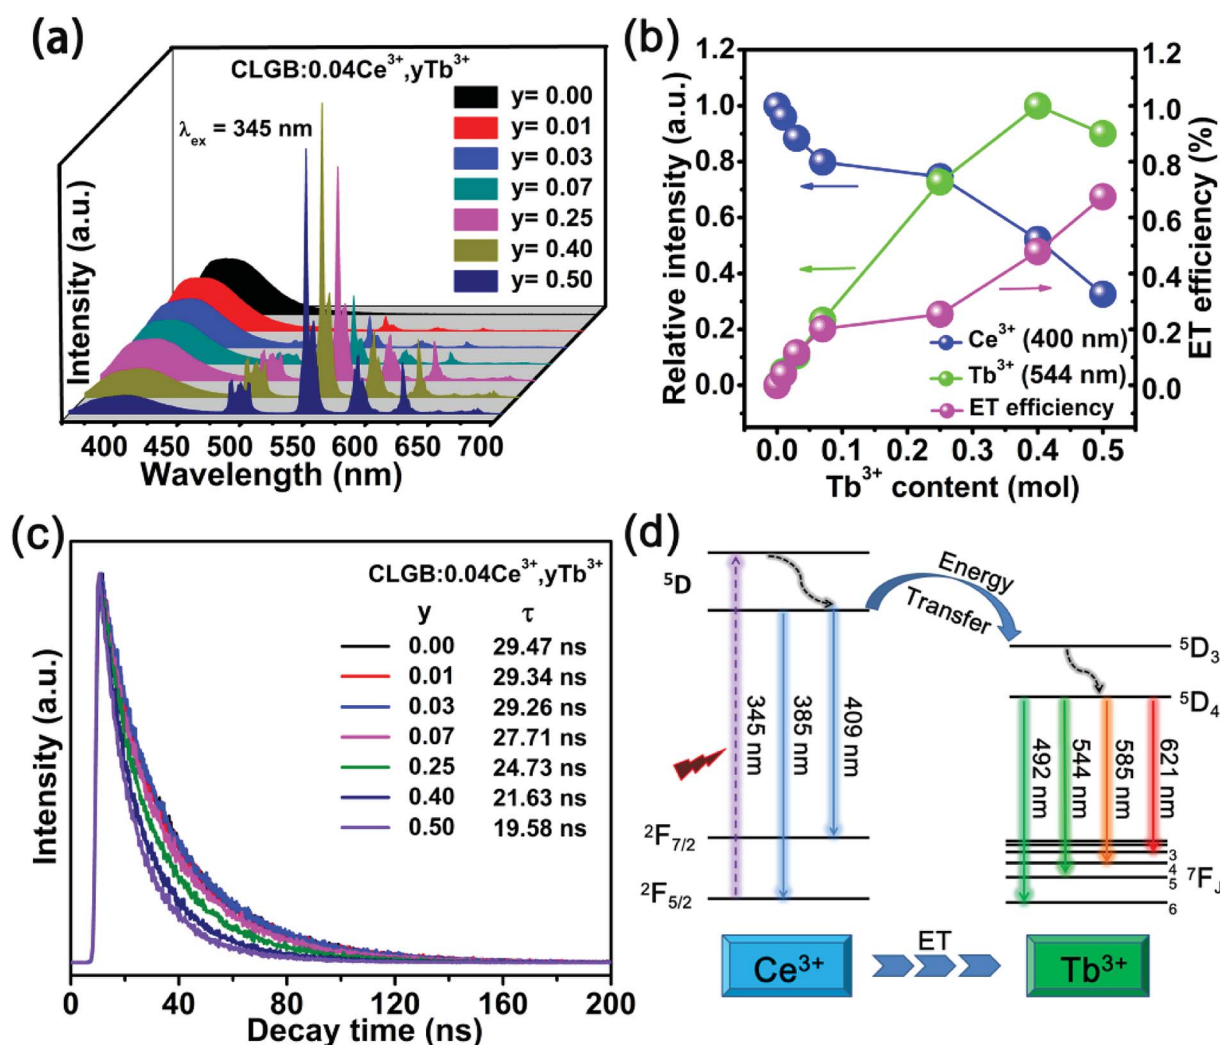 (a)
CLGB:0.04Ce³⁺,yTb³⁺
λex = 345 nm
y= 0.00
y= 0.01
y= 0.03
y= 0.07
y= 0.25
y= 0.40
y= 0.50
Intensity (a.u.)
400 450 500 550 600 650 700
Wavelength (nm)
(b)
Relative intensity (a.u.)
1.2
1.0
0.8
0.6
0.4
0.2
0.0
1.2
1.0
0.8
0.6
0.4
0.2
0.0
ET efficiency (%)
Ce³⁺ (400 nm)
Tb³⁺ (544 nm)
ET efficiency
0.0 0.1 0.2 0.3 0.4 0.5
Tb³⁺ content (mol)
(c)
CLGB:0.04Ce³⁺,yTb³⁺
y τ
0.00 29.47 ns
0.01 29.34 ns
0.03 29.26 ns
0.07 27.71 ns
0.25 24.73 ns
0.40 21.63 ns
0.50 19.58 ns
Intensity (a.u.)
0 40 80 120 160 200
Decay time (ns)
(d)
⁵D
Energy
Transfer
⁵D₃
⁵D₄
345 nm
385 nm
409 nm
492 nm
544 nm
585 nm
621 nm
²F₇/₂
²F₅/₂
3
4
5
6
⁷FJ
Ce³⁺
ET
Tb³⁺